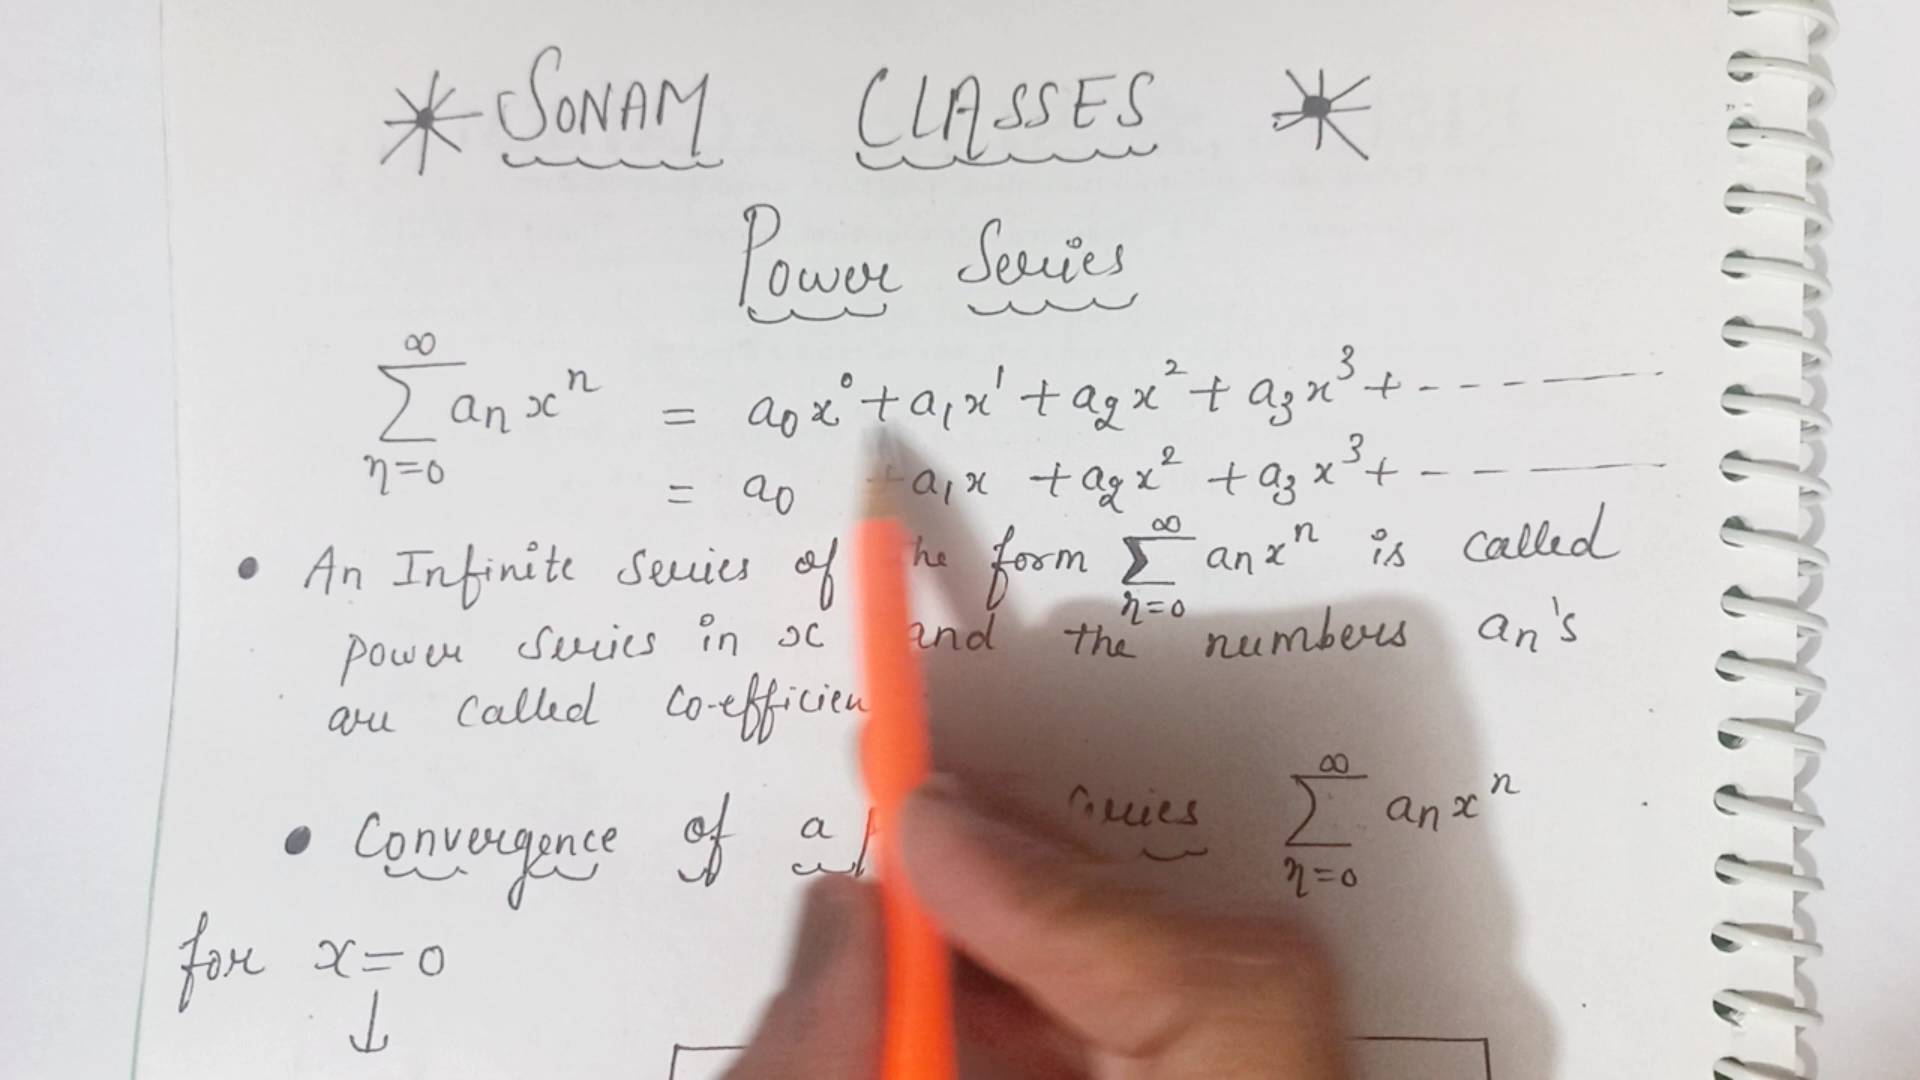 SONAM CLASSES
Power Series
∞
∑ aₙxⁿ = a₀x⁰ + a₁x¹ + a₂x² + a₃x³ + - - - —
n=0
= a₀ + a₁x + a₂x² + a₃x³ + - - —
• An Infinite Series of the form ∑ₙ₌₀^∞ aₙxⁿ is called
power series in x and the numbers aₙ's
are called
• Convergence of a ∑ₙ₌₀^∞ aₙxⁿ
for x=0
↓